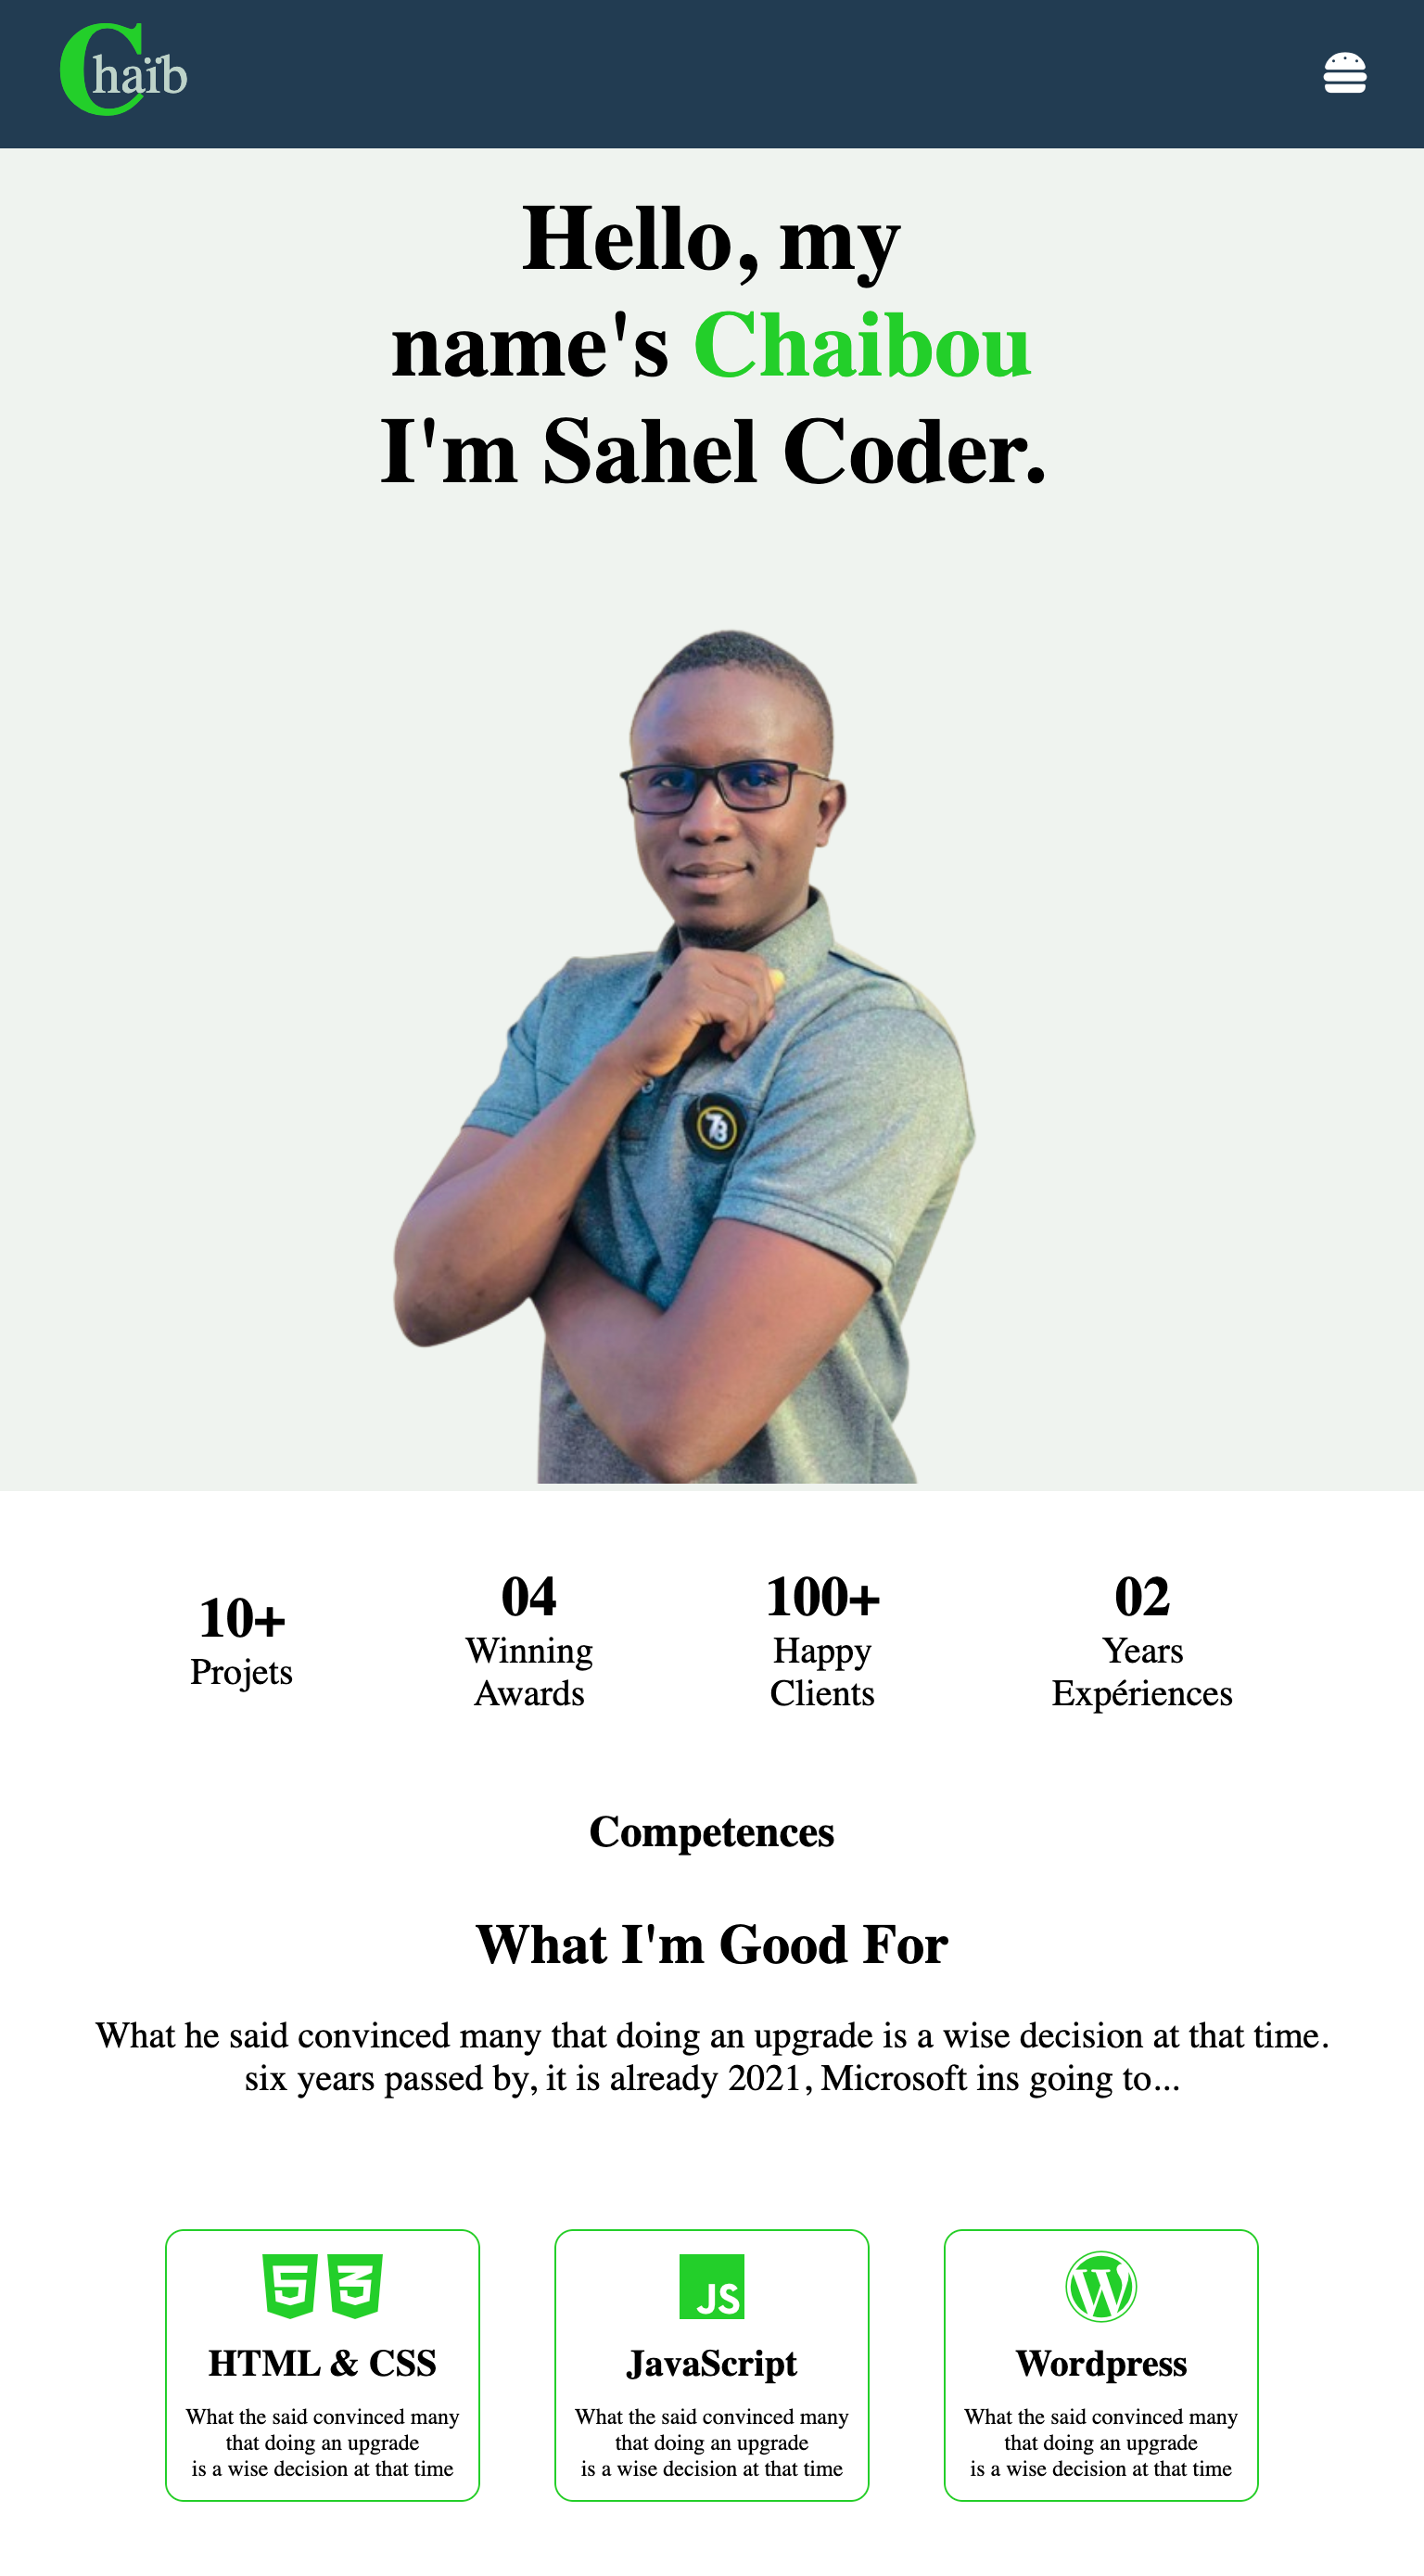 Chaïb
Hello, my
name's Chaibou
I'm Sahel Coder.
10+
Projets
04
Winning
Awards
100+
Happy
Clients
02
Years
Expériences
Competences
What I'm Good For
What he said convinced many that doing an upgrade is a wise decision at that time.
six years passed by, it is already 2021, Microsoft ins going to...
5 3
HTML & CSS
What the said convinced many
that doing an upgrade
is a wise decision at that time
JS
JavaScript
What the said convinced many
that doing an upgrade
is a wise decision at that time
W
Wordpress
What the said convinced many
that doing an upgrade
is a wise decision at that time